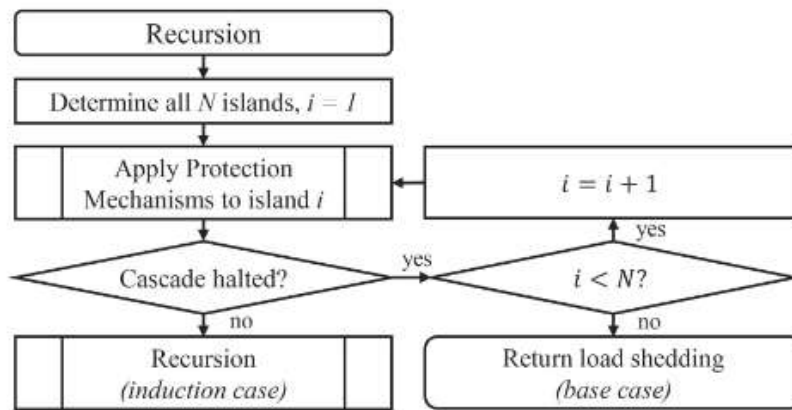 Recursion
Determine all N islands, i = 1
Apply Protection
Mechanisms to island i
i = i + 1
yes
Cascade halted?
yes
i < N?
no
no
Recursion
(induction case)
Return load shedding
(base case)